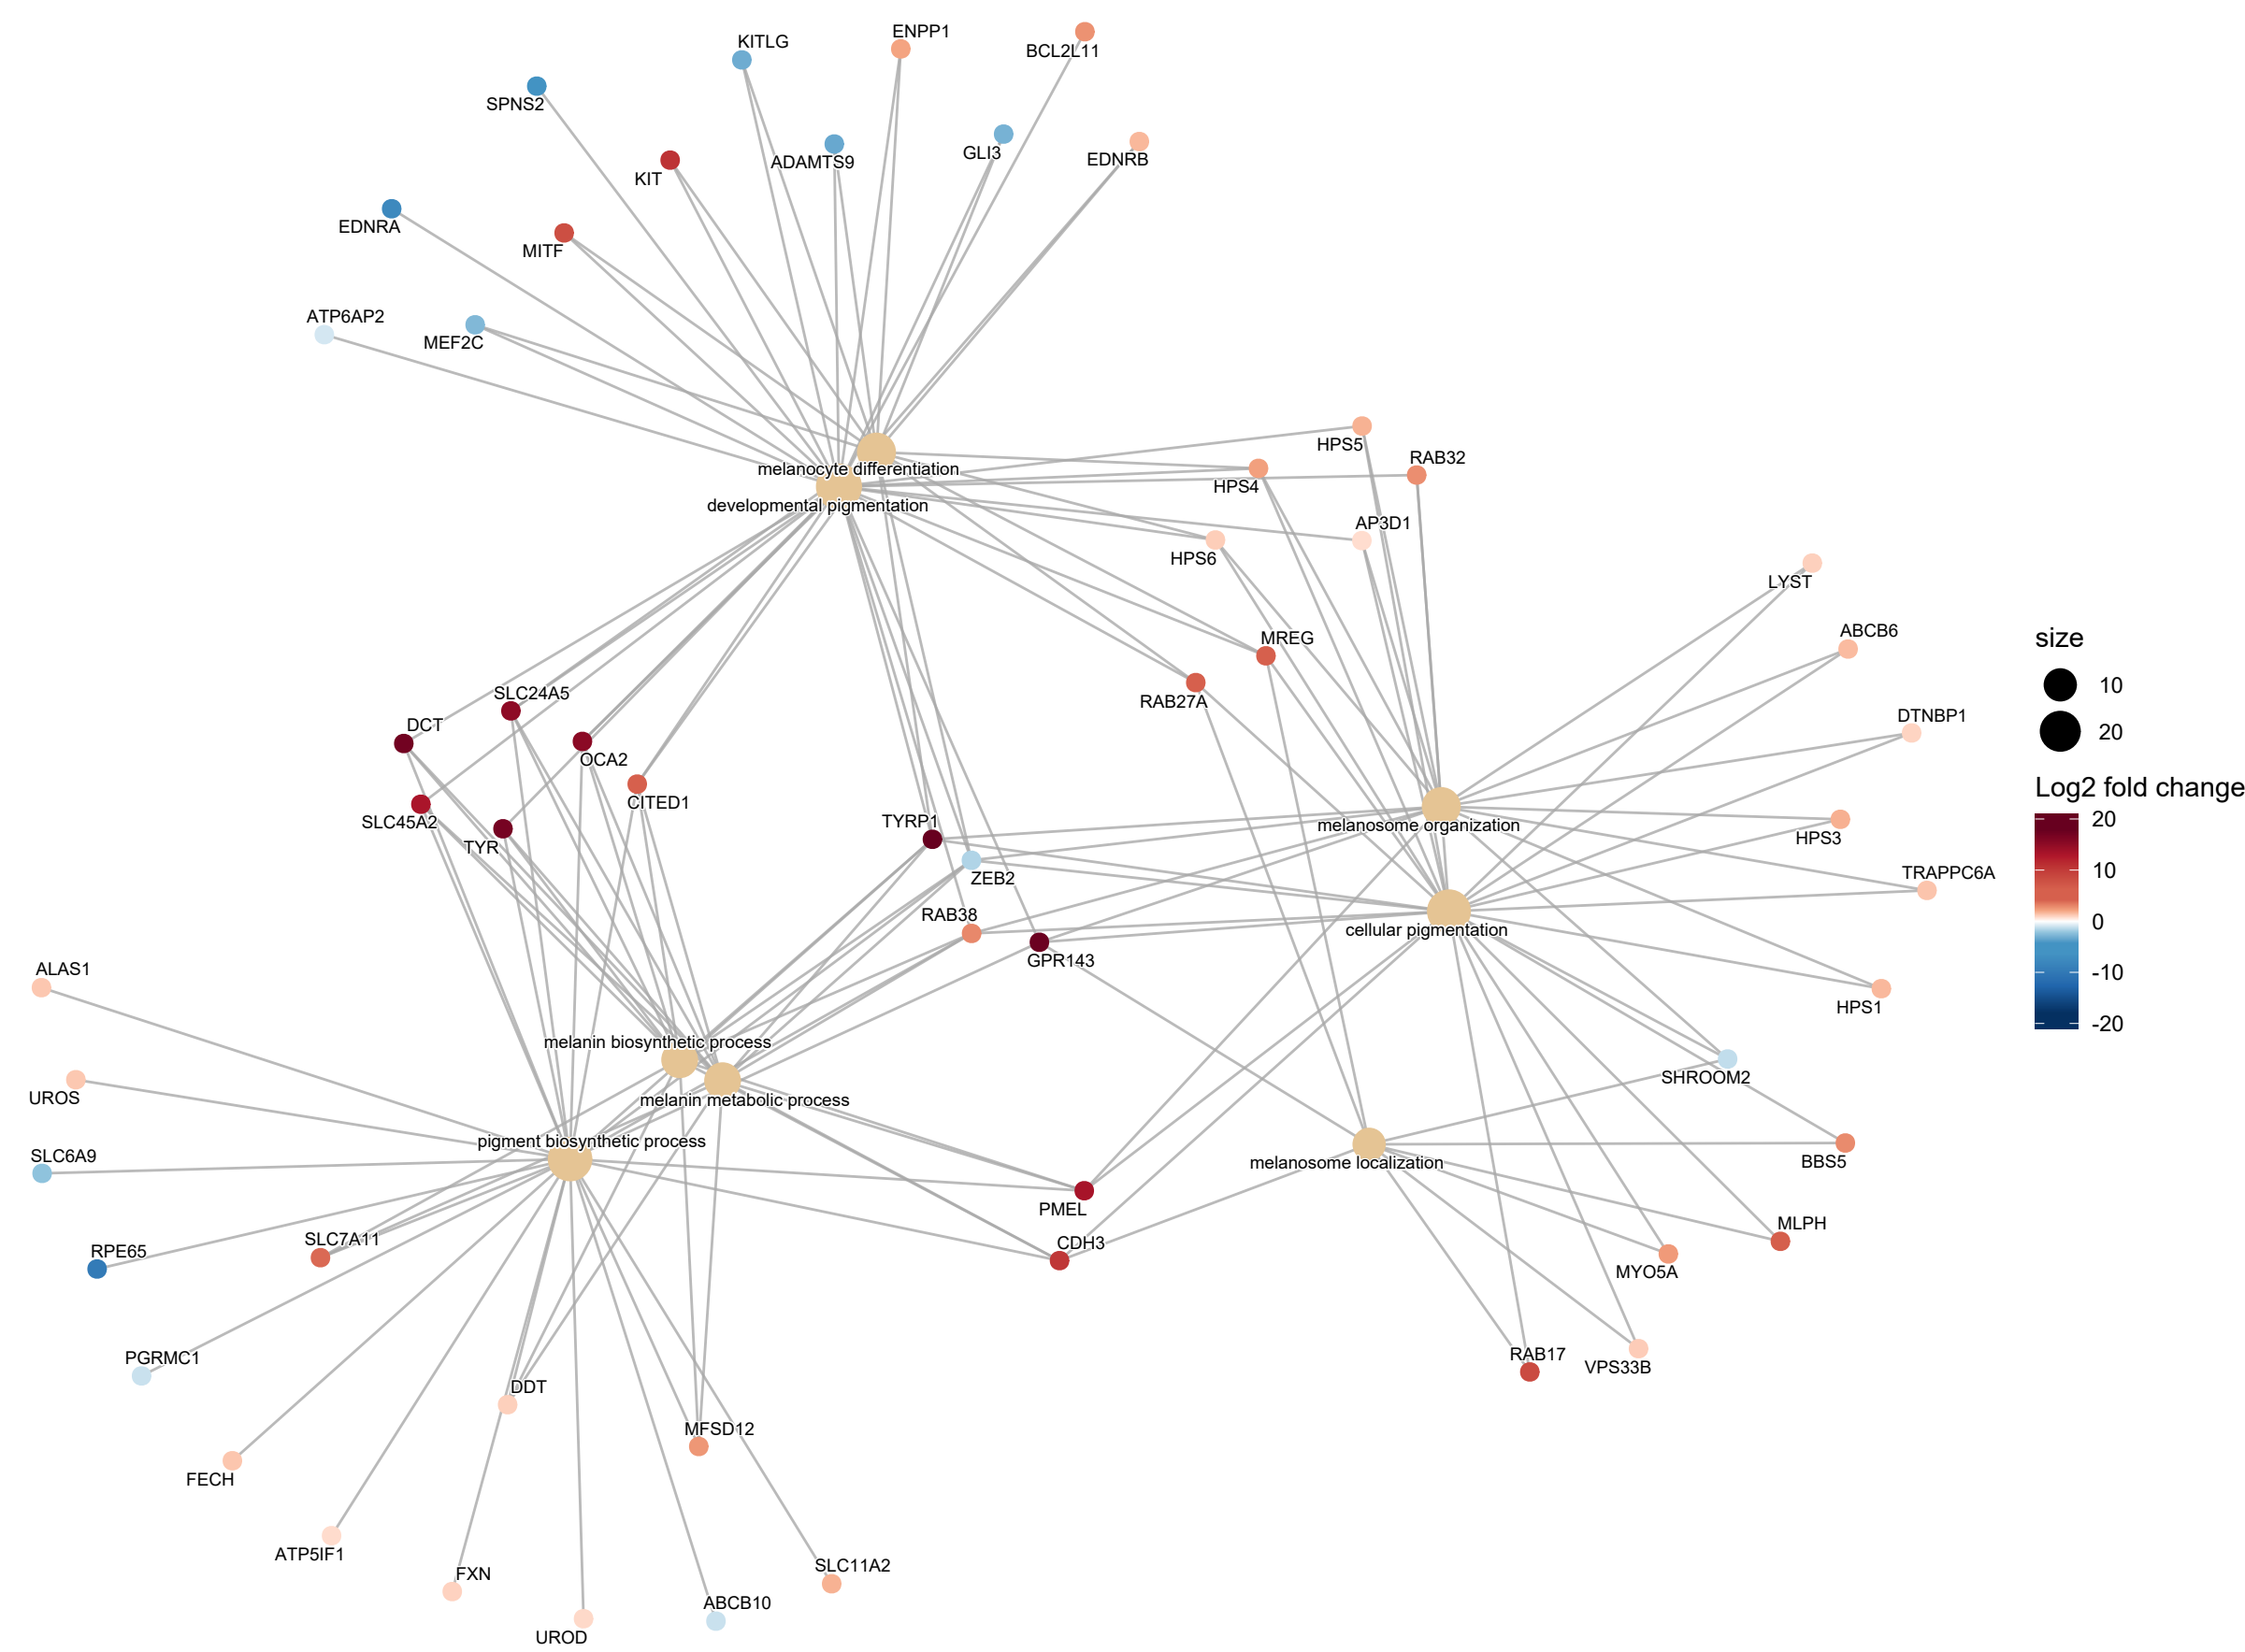 ENPP1
KITLG
BCL2L11
SPNS2
GLI3
EDNRB
ADAMTS9
KIT
EDNRA
MITF
ATP6AP2
MEF2C
HPS5
RAB32
melanocyte differentiation
HPS4
developmental pigmentation
AP3D1
HPS6
LYST
MREG
ABCB6
size
10
20
SLC24A5
RAB27A
DCT
DTNBP1
OCA2
Log2 fold change
20
10
0
-10
-20
CITED1
SLC45A2
TYR
TYRP1
melanosome organization
HPS3
ZEB2
TRAPPC6A
RAB38
cellular pigmentation
GPR143
ALAS1
HPS1
melanin biosynthetic process
SHROOM2
UROS
melanin metabolic process
pigment biosynthetic process
SLC6A9
melanosome localization
BBS5
PMEL
MLPH
SLC7A11
CDH3
RPE65
MYO5A
RAB17
VPS33B
PGRMC1
DDT
MFSD12
FECH
ATP5IF1
SLC11A2
FXN
ABCB10
UROD